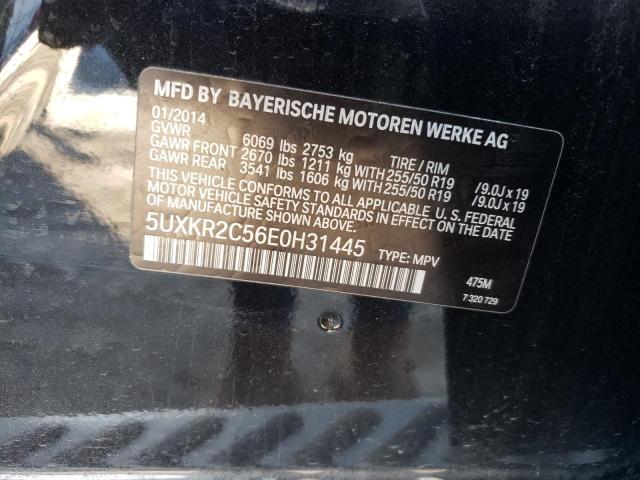 MFD BY BAYERISCHE MOTOREN WERKE AG
01/2014
GVWR 6069 lbs 2753 kg TIRE / RIM
GAWR FRONT 2670 lbs 1211 kg WITH 255/50 R19 /9.0J x 19
GAWR REAR 3541 lbs 1606 kg WITH 255/50 R19 /9.0J x 19
THIS VEHICLE CONFORMS TO ALL APPLICABLE U. S. FEDERAL
MOTOR VEHICLE SAFETY STANDARDS IN EFFECT ON THE DATE
OF MANUFACTURE SHOWN ABOVE.
5UXKR2C56E0H31445 TYPE: MPV
475M
7 320 729